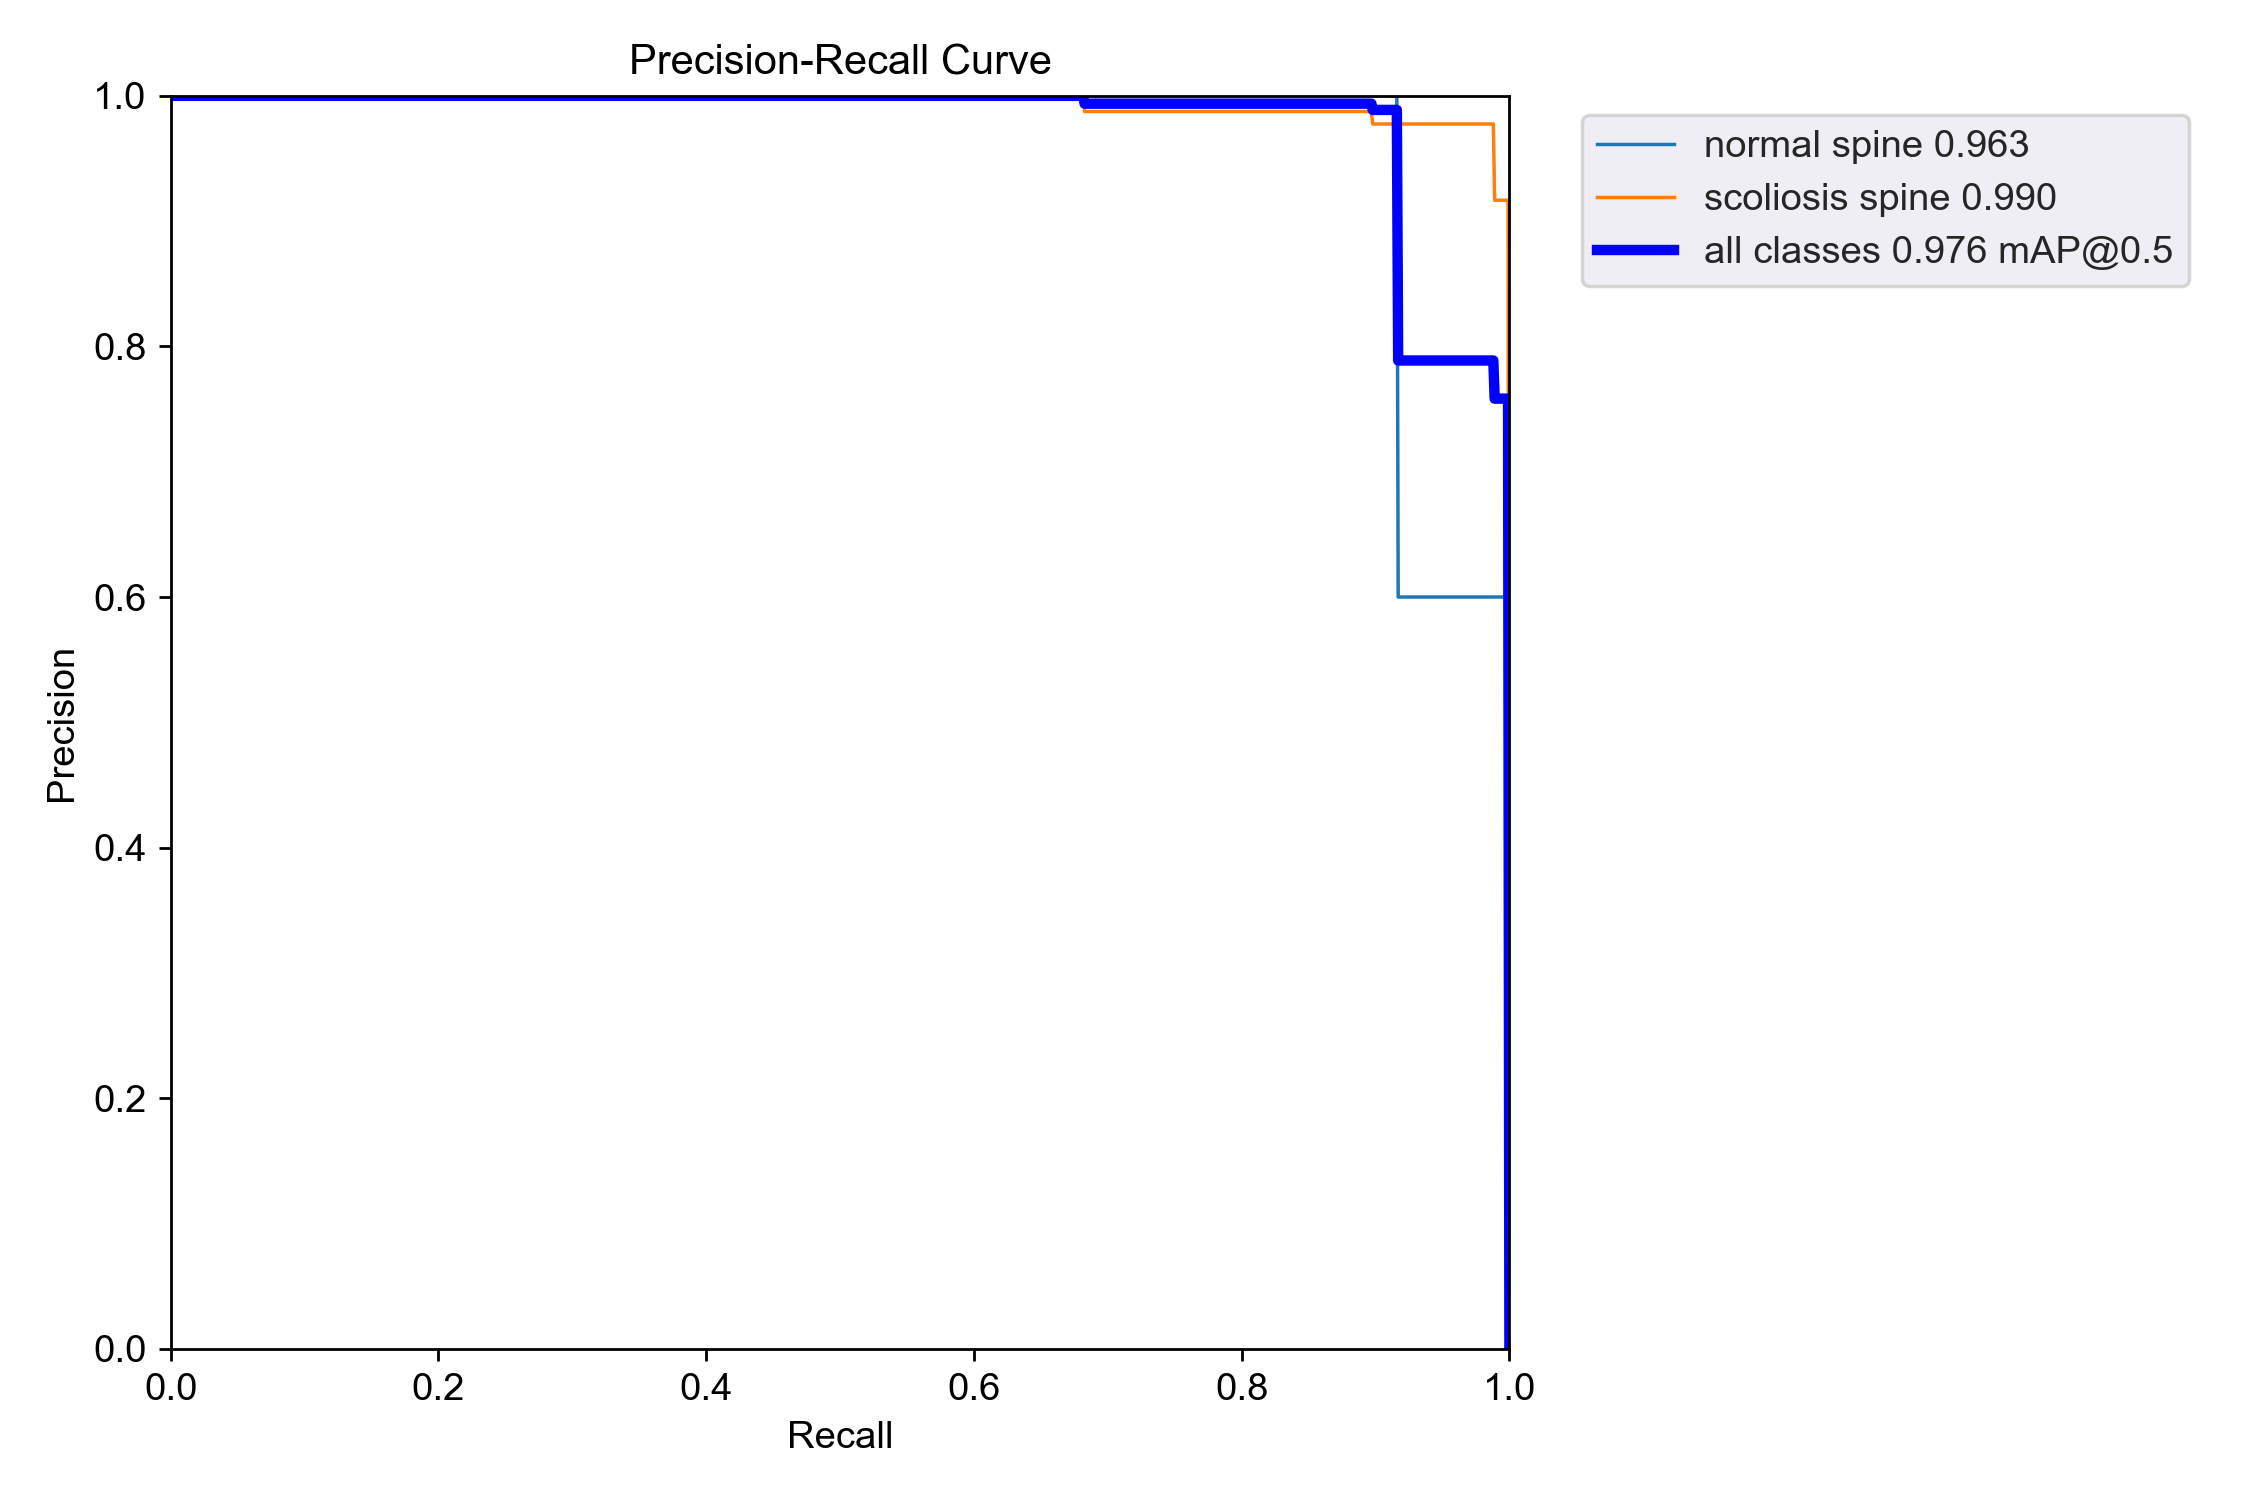 Precision-Recall Curve
1.0
0.8
0.6
0.4
0.2
0.0
Precision
0.0 0.2 0.4 0.6 0.8 1.0
Recall
normal spine 0.963
scoliosis spine 0.990
all classes 0.976 mAP@0.5